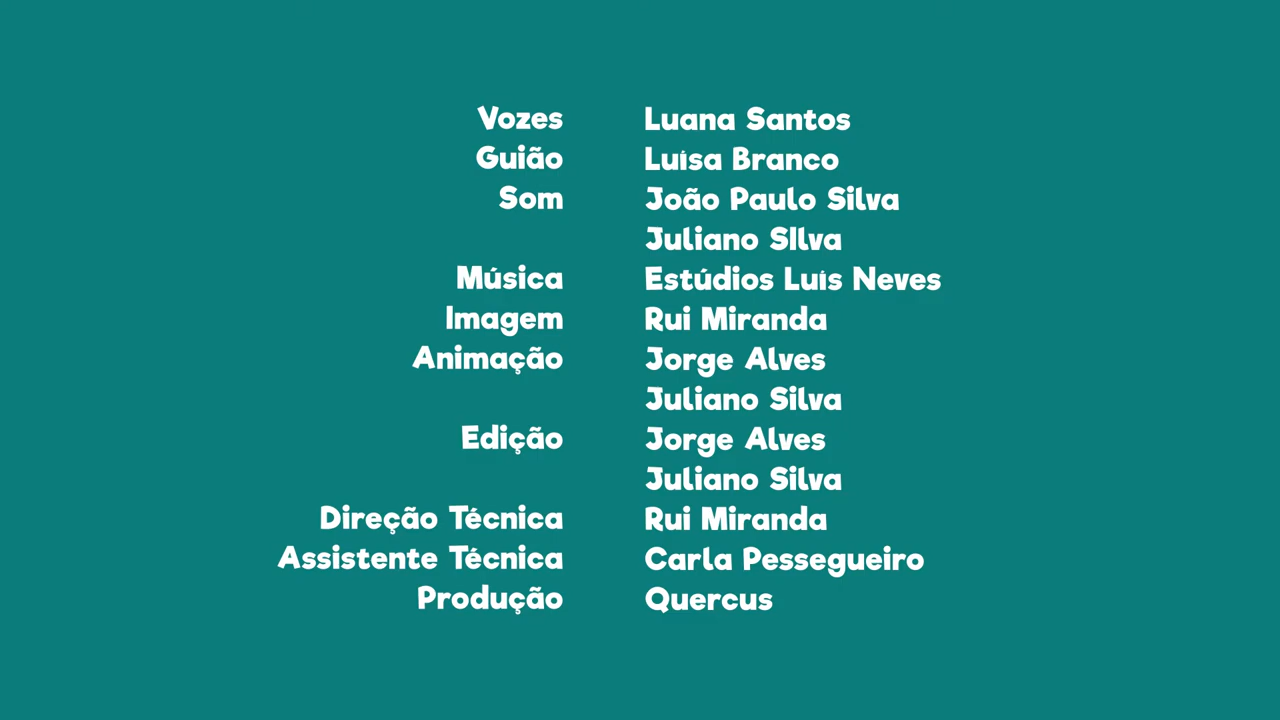 Vozes Luana Santos
Guião Luísa Branco
Som João Paulo Silva
Juliano SIlva
Música Estúdios Luís Neves
Imagem Rui Miranda
Animação Jorge Alves
Juliano Silva
Edição Jorge Alves
Juliano Silva
Direção Técnica Rui Miranda
Assistente Técnica Carla Pessegueiro
Produção Quercus